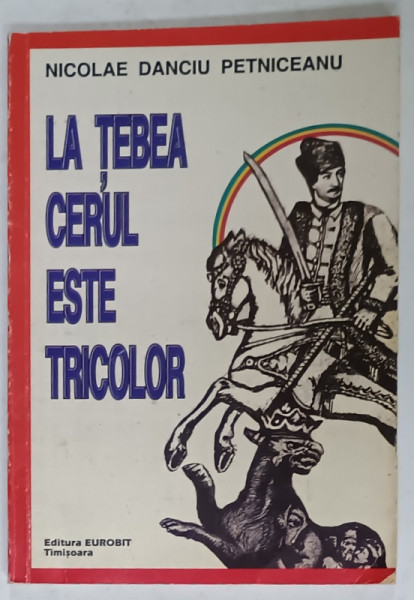 NICOLAE DANCIU PETNICEANU
LA ȚEBEA
CERUL
ESTE
TRICOLOR
Editura EUROBIT
Timișoara